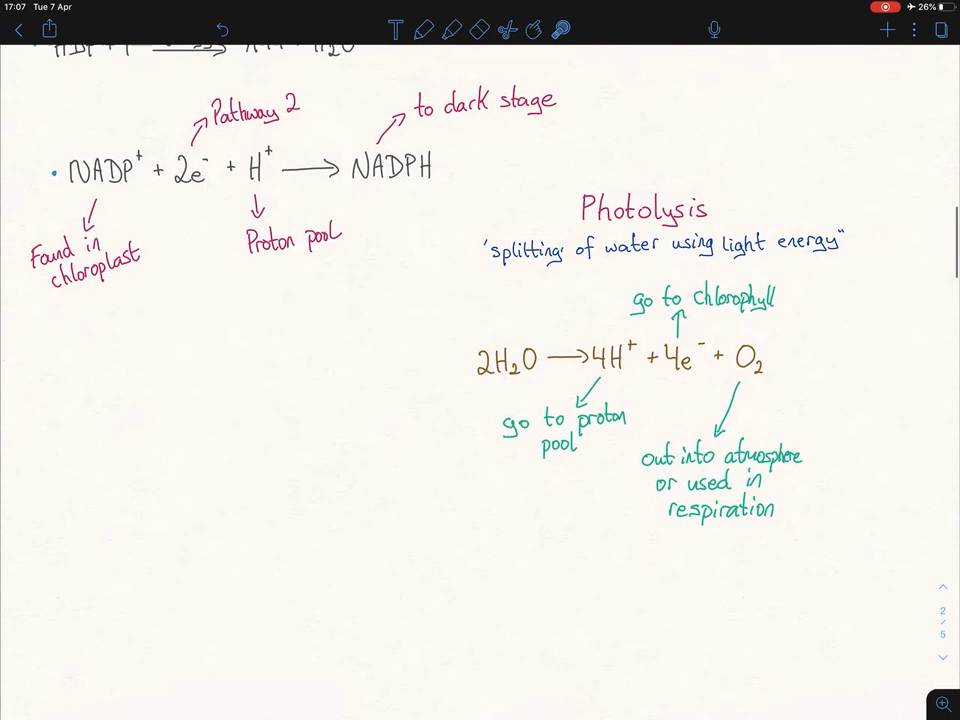 17:07 Tue 7 Apr
26%
Pathway 2
to dark stage
• NADP⁺ + 2e⁻ + H⁺ → NADPH
Found in
chloroplast
Proton pool
Photolysis
'splitting' of water using light energy"
go to chlorophyll
2H₂O → 4H⁺ + 4e⁻ + O₂
go to proton
pool
out into atmosphere
or used in
respiration
2
/
5